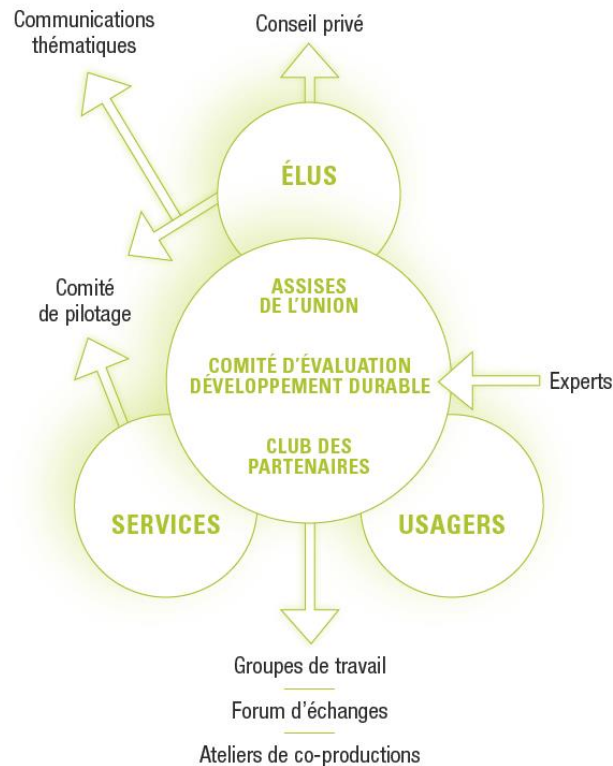 Communications
thématiques
Conseil privé
ÉLUS
ASSISES
DE L'UNION
Comité
de pilotage
COMITÉ D'ÉVALUATION
DÉVELOPPEMENT DURABLE
Experts
CLUB DES
PARTENAIRES
SERVICES
USAGERS
Groupes de travail
Forum d'échanges
Ateliers de co-productions